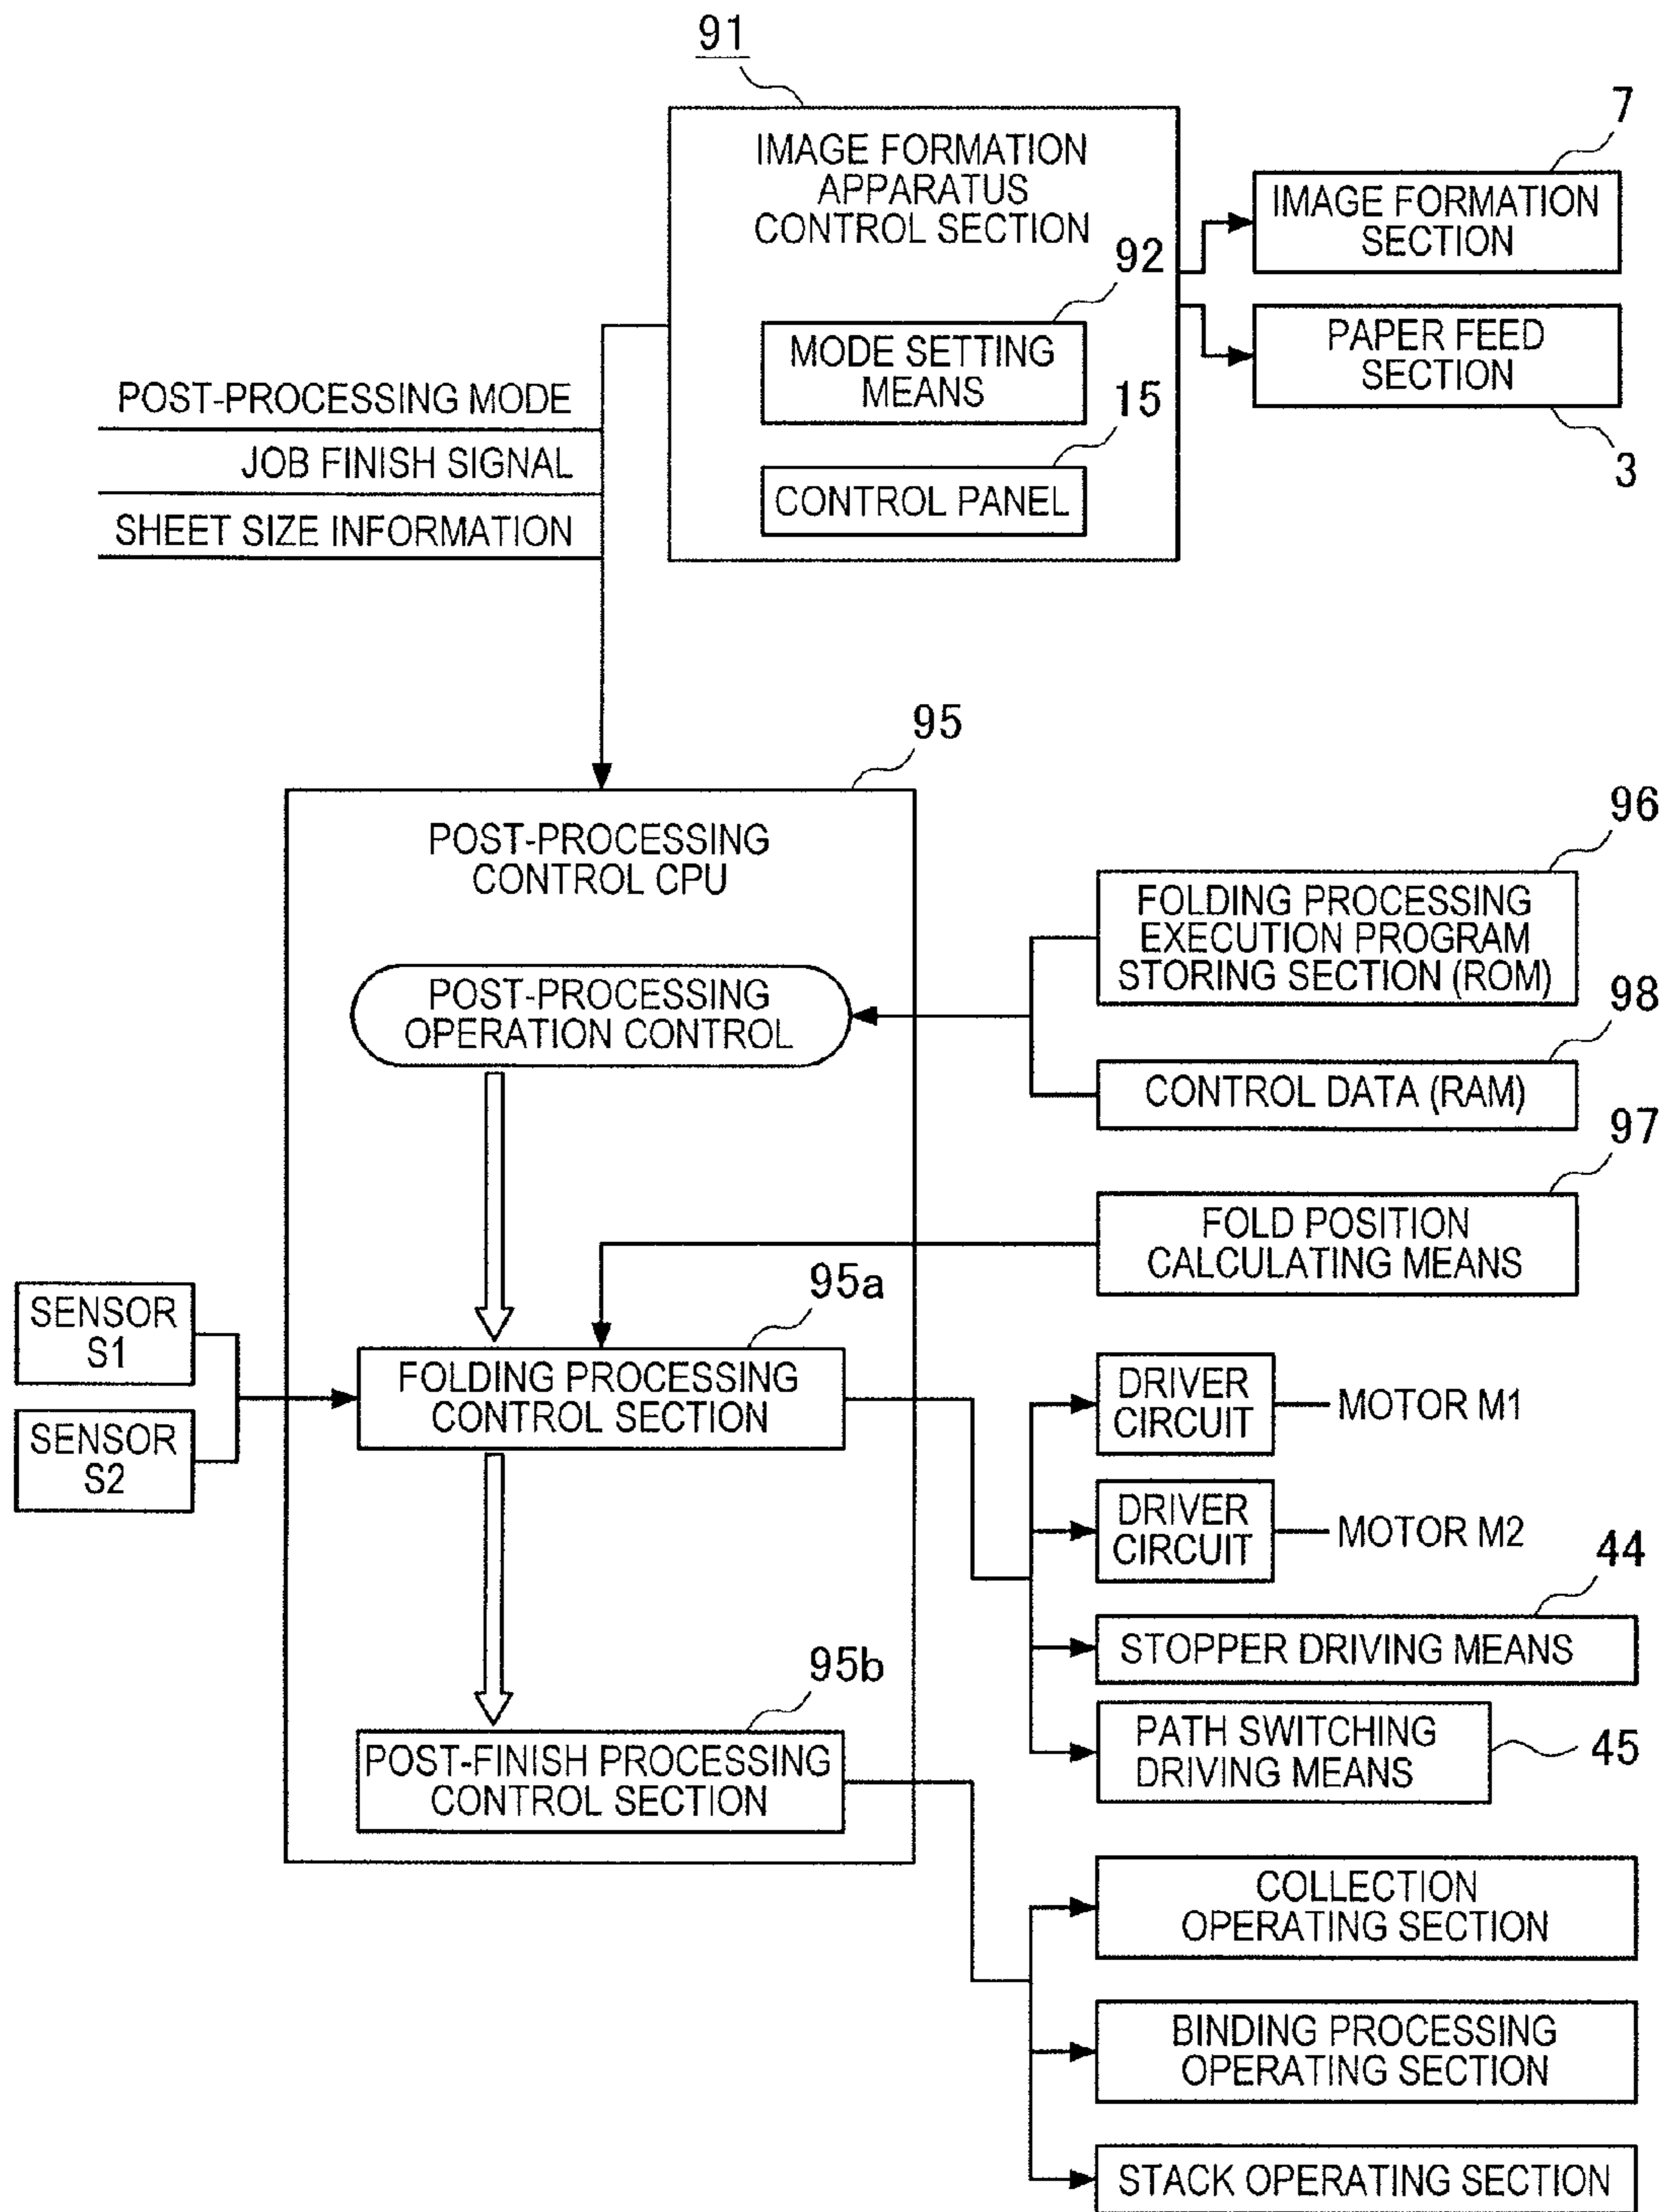 91
IMAGE FORMATION
APPARATUS
CONTROL SECTION
92
MODE SETTING
MEANS
15
CONTROL PANEL
7
IMAGE FORMATION
SECTION
PAPER FEED
SECTION
3
POST-PROCESSING MODE
JOB FINISH SIGNAL
SHEET SIZE INFORMATION
95
POST-PROCESSING
CONTROL CPU
POST-PROCESSING
OPERATION CONTROL
96
FOLDING PROCESSING
EXECUTION PROGRAM
STORING SECTION (ROM)
98
CONTROL DATA (RAM)
97
FOLD POSITION
CALCULATING MEANS
SENSOR
S1
SENSOR
S2
95a
FOLDING PROCESSING
CONTROL SECTION
DRIVER
CIRCUIT
MOTOR M1
DRIVER
CIRCUIT
MOTOR M2
44
STOPPER DRIVING MEANS
PATH SWITCHING
DRIVING MEANS
45
95b
POST-FINISH PROCESSING
CONTROL SECTION
COLLECTION
OPERATING SECTION
BINDING PROCESSING
OPERATING SECTION
STACK OPERATING SECTION